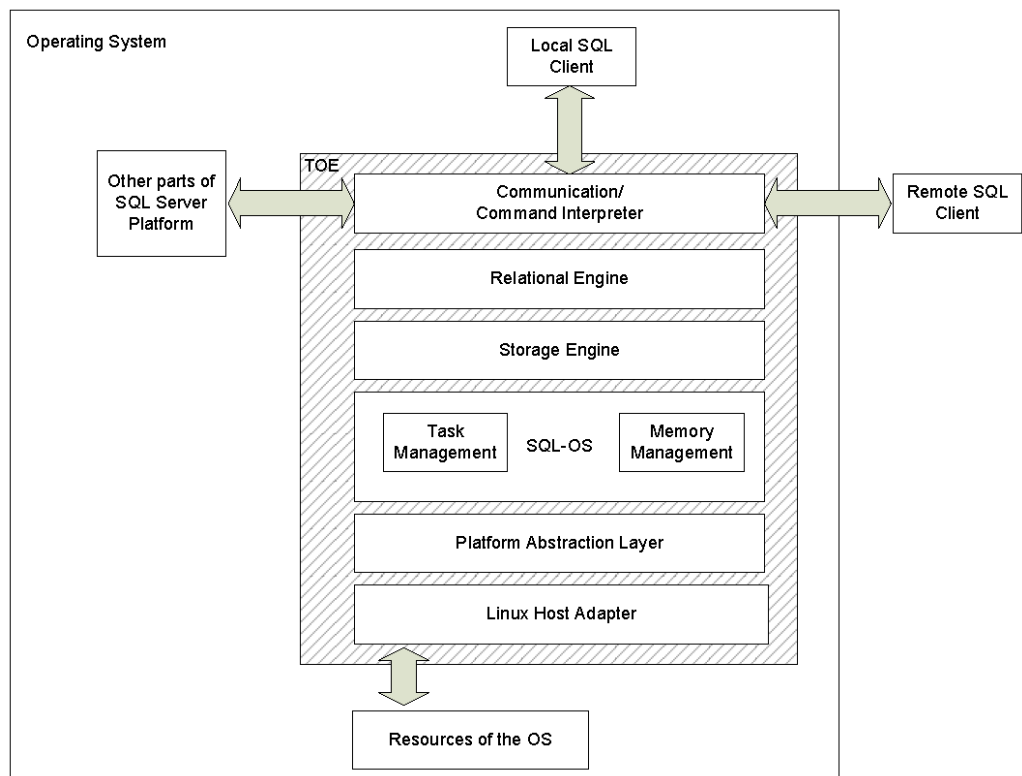 Operating System
Local SQL
Client
TOE
Other parts of
SQL Server
Platform
Communication/
Command Interpreter
Remote SQL
Client
Relational Engine
Storage Engine
Task
Management
SQL-OS
Memory
Management
Platform Abstraction Layer
Linux Host Adapter
Resources of the OS